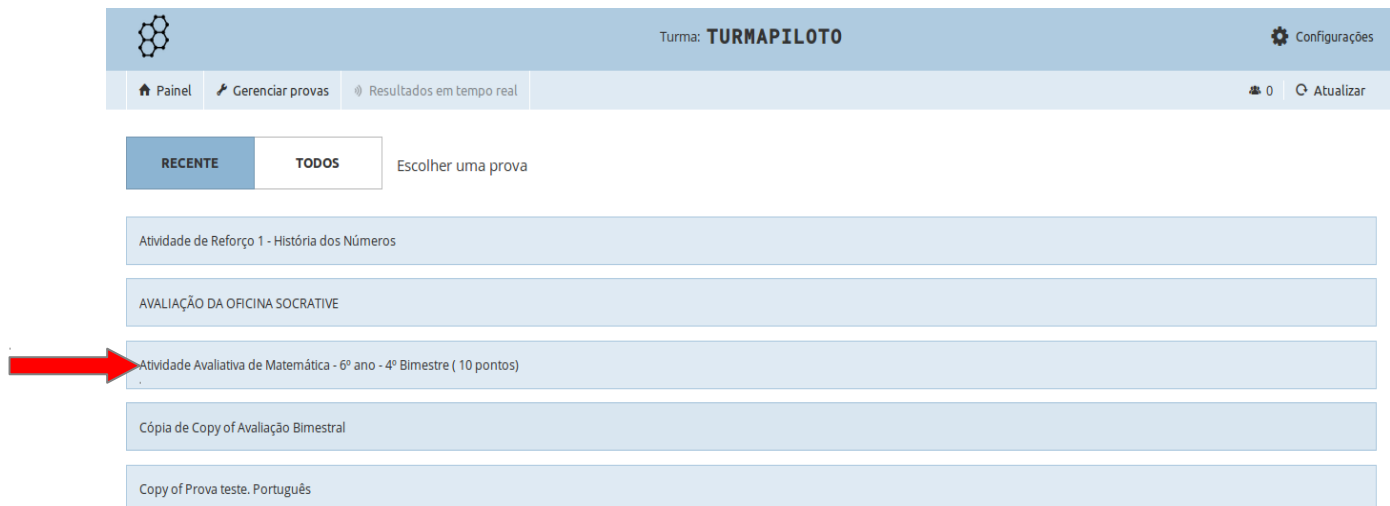 Turma: TURMAPILOTO
Configurações
Painel
Gerenciar provas
Resultados em tempo real
0
Atualizar
RECENTE
TODOS
Escolher uma prova
Atividade de Reforço 1 - História dos Números
AVALIAÇÃO DA OFICINA SOCRATIVE
Atividade Avaliativa de Matemática - 6º ano - 4º Bimestre ( 10 pontos)
Cópia de Copy of Avaliação Bimestral
Copy of Prova teste. Português